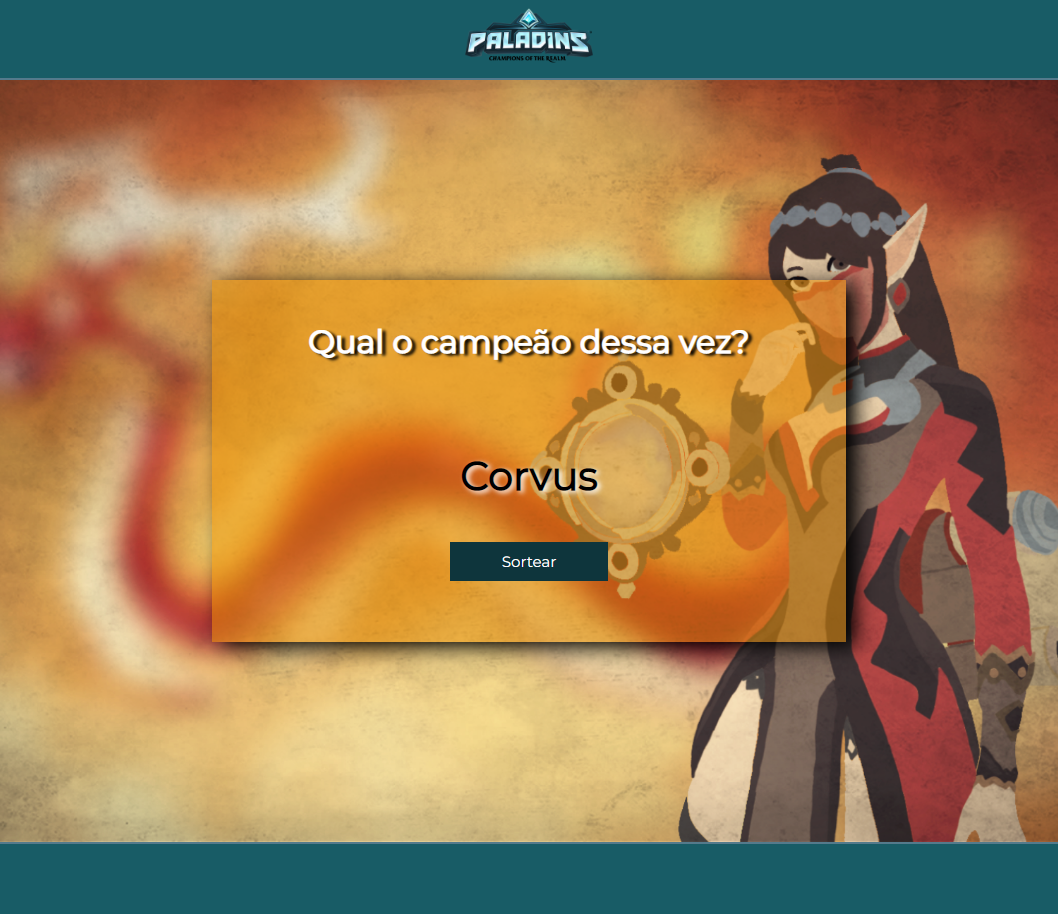 PALADINS
CHAMPIONS OF THE REALM
Qual o campeão dessa vez?
Corvus
Sortear